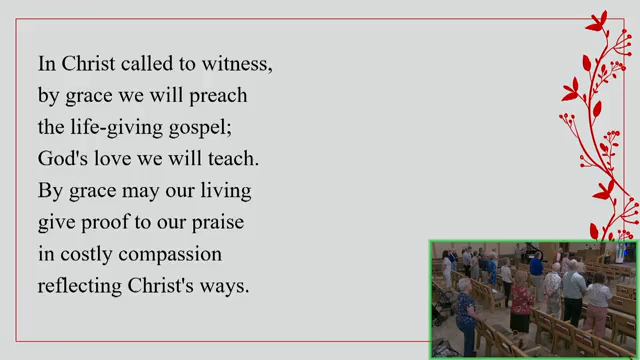 In Christ called to witness,
by grace we will preach
the life-giving gospel;
God's love we will teach.
By grace may our living
give proof to our praise
in costly compassion
reflecting Christ's ways.